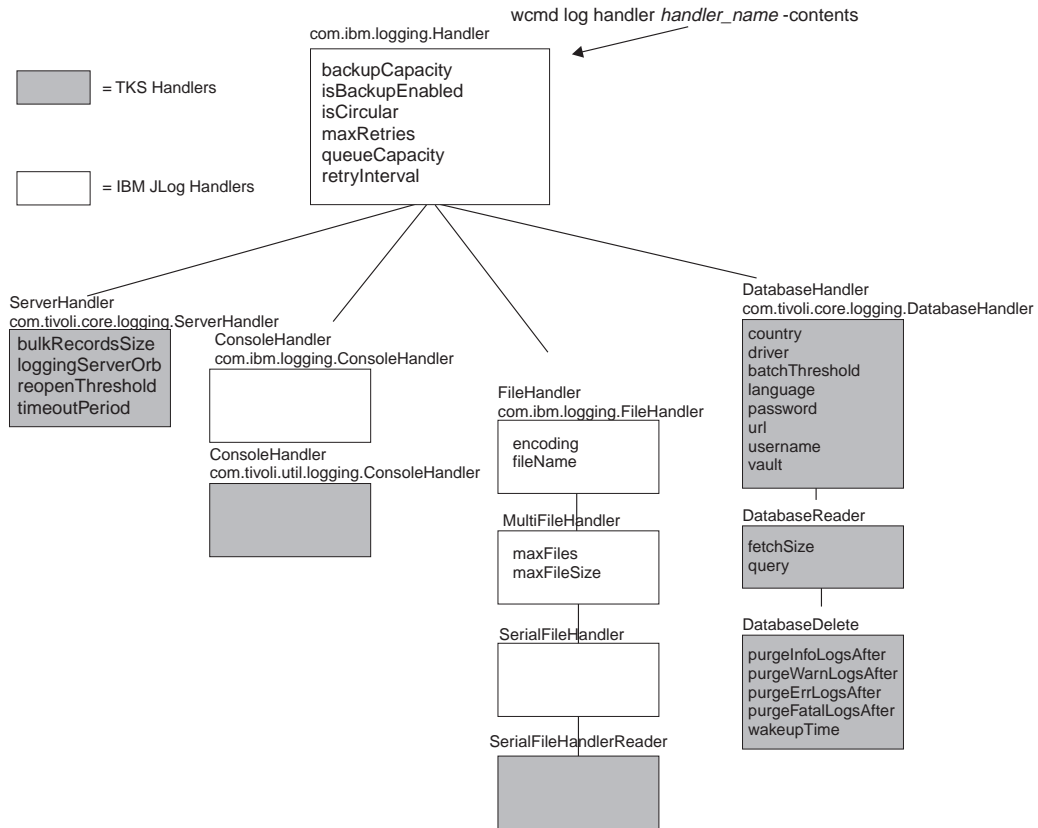 wcmd log handler handler_name -contents
com.ibm.logging.Handler
backupCapacity
isBackupEnabled
isCircular
maxRetries
queueCapacity
retryInterval
= TKS Handlers
= IBM JLog Handlers
ServerHandler
com.tivoli.core.logging.ServerHandler
bulkRecordsSize
loggingServerOrb
reopenThreshold
timeoutPeriod
ConsoleHandler
com.ibm.logging.ConsoleHandler
ConsoleHandler
com.tivoli.util.logging.ConsoleHandler
FileHandler
com.ibm.logging.FileHandler
encoding
fileName
MultiFileHandler
maxFiles
maxFileSize
SerialFileHandler
SerialFileHandlerReader
DatabaseHandler
com.tivoli.core.logging.DatabaseHandler
country
driver
batchThreshold
language
password
url
username
vault
DatabaseReader
fetchSize
query
DatabaseDelete
purgeInfoLogsAfter
purgeWarnLogsAfter
purgeErrLogsAfter
purgeFatalLogsAfter
wakeupTime